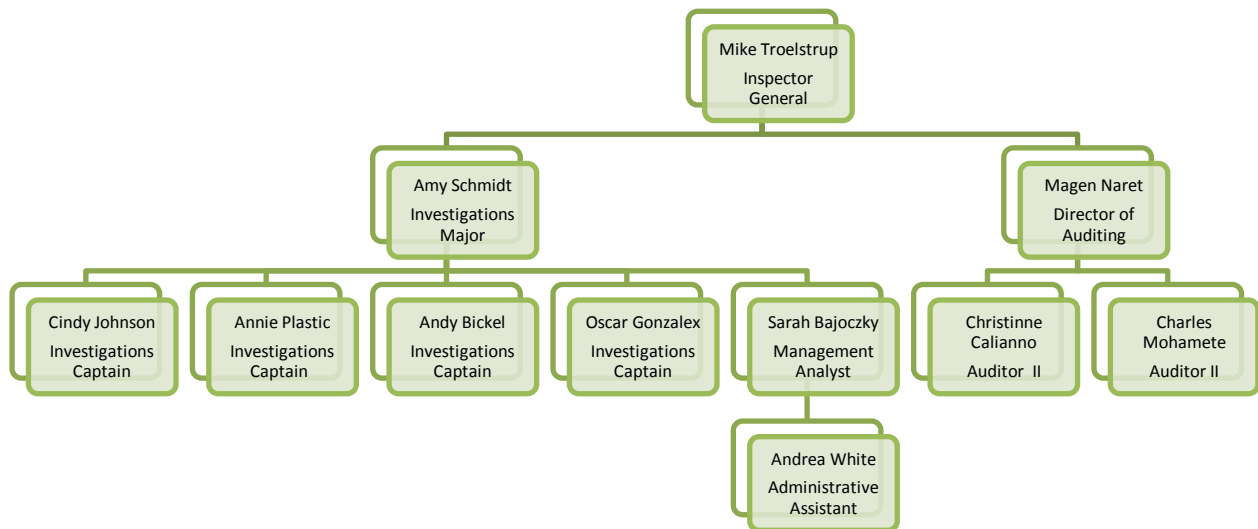 Mike Troelstrup
Inspector
General
Amy Schmidt
Investigations
Major
Magen Naret
Director of
Auditing
Cindy Johnson
Investigations
Captain
Annie Plastic
Investigations
Captain
Andy Bickel
Investigations
Captain
Oscar Gonzalex
Investigations
Captain
Sarah Bajoczky
Management
Analyst
Christinne
Calianno
Auditor  II
Charles
Mohamete
Auditor II
Andrea White
Administrative
Assistant